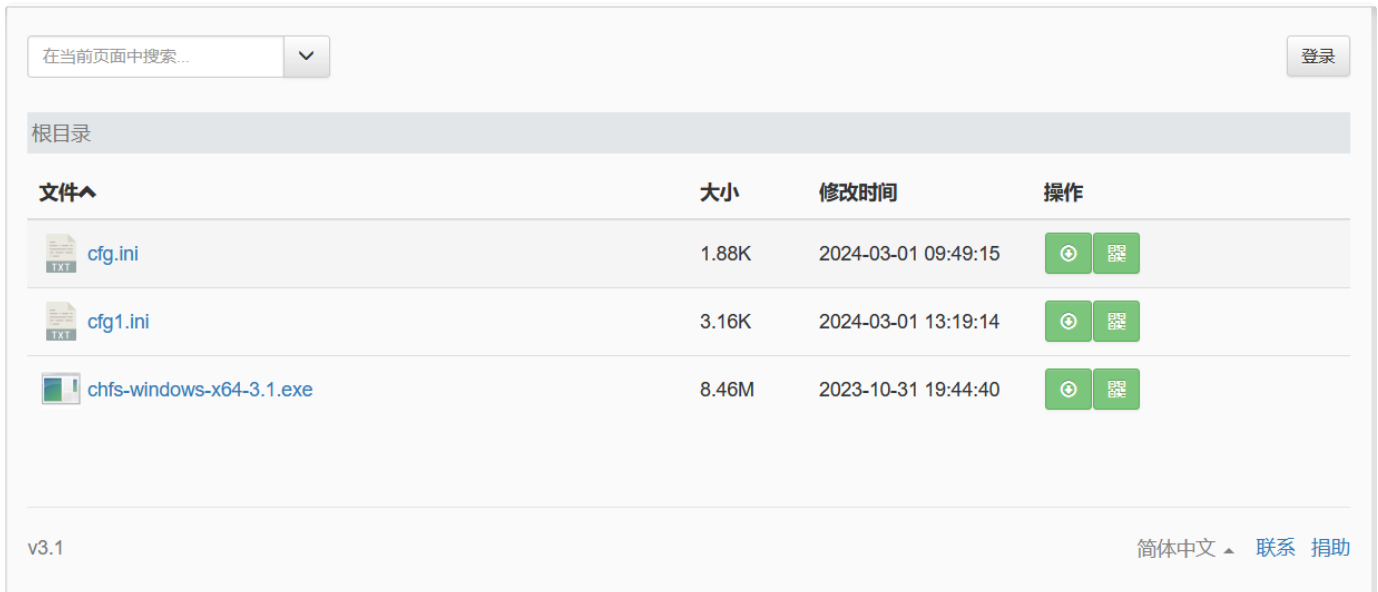 在当前页面中搜索...
登录
根目录
文件 大小 修改时间 操作
TXT cfg.ini 1.88K 2024-03-01 09:49:15
TXT cfg1.ini 3.16K 2024-03-01 13:19:14
chfs-windows-x64-3.1.exe 8.46M 2023-10-31 19:44:40
v3.1 简体中文 联系 捐助